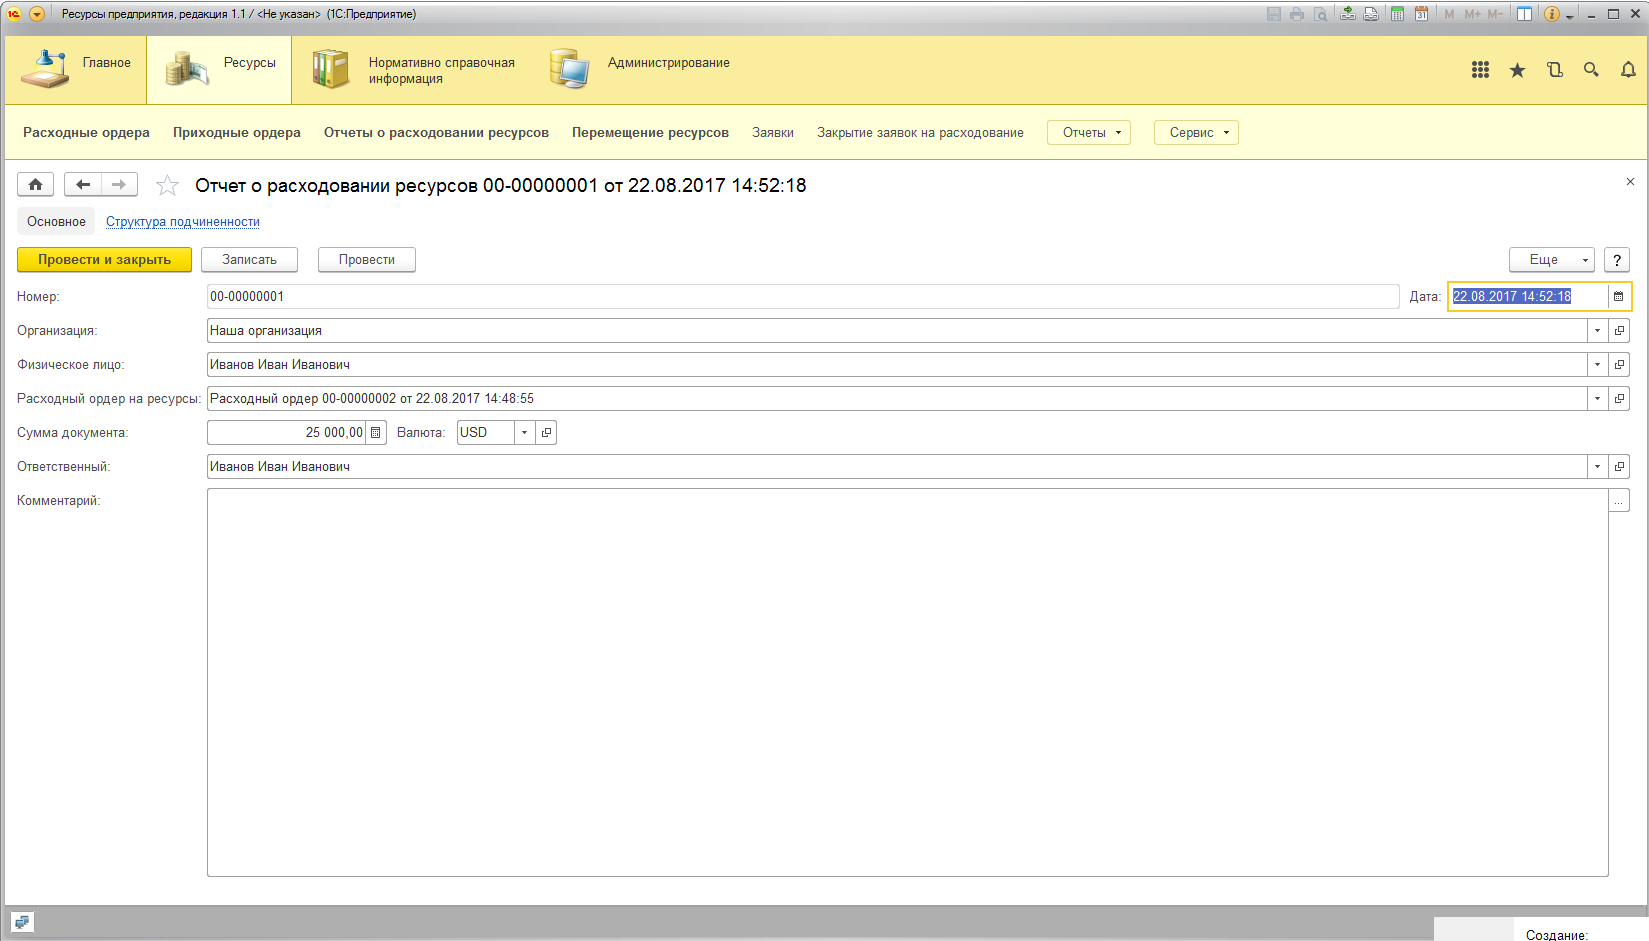 Ресурсы предприятия, редакция 1.1 / <Не указан> (1С:Предприятие)
31
M M+ M-
i
Главное
Ресурсы
Нормативно справочная
информация
Администрирование
Расходные ордера Приходные ордера Отчеты о расходовании ресурсов Перемещение ресурсов Заявки Закрытие заявок на расходование Отчеты Сервис
Отчет о расходовании ресурсов 00-00000001 от 22.08.2017 14:52:18
Основное Структура подчиненности
Провести и закрыть Записать Провести Еще ?
Номер: 00-00000001 Дата: 22.08.2017 14:52:18
Организация: Наша организация
Физическое лицо: Иванов Иван Иванович
Расходный ордер на ресурсы: Расходный ордер 00-00000002 от 22.08.2017 14:48:55
Сумма документа: 25 000,00 Валюта: USD
Ответственный: Иванов Иван Иванович
Комментарий: ...
Создание: